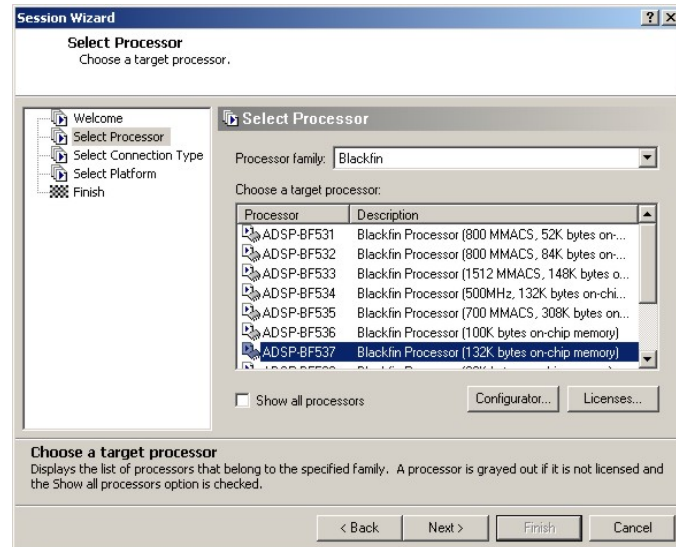 Session Wizard
Select Processor
Choose a target processor.
Welcome
Select Processor
Select Connection Type
Select Platform
Finish
Select Processor
Processor family: Blackfin
Choose a target processor:
Processor Description
ADSP-BF531 Blackfin Processor (800 MMACS, 52K bytes on-...
ADSP-BF532 Blackfin Processor (800 MMACS, 84K bytes on-...
ADSP-BF533 Blackfin Processor (1512 MMACS, 148K bytes o...
ADSP-BF534 Blackfin Processor (500MHz, 132K bytes on-chi...
ADSP-BF535 Blackfin Processor (700 MMACS, 308K bytes on...
ADSP-BF536 Blackfin Processor (100K bytes on-chip memory)
ADSP-BF537 Blackfin Processor (132K bytes on-chip memory)
Show all processors
Configurator... Licenses...
Choose a target processor
Displays the list of processors that belong to the specified family. A processor is grayed out if it is not licensed and
the Show all processors option is checked.
< Back Next > Finish Cancel